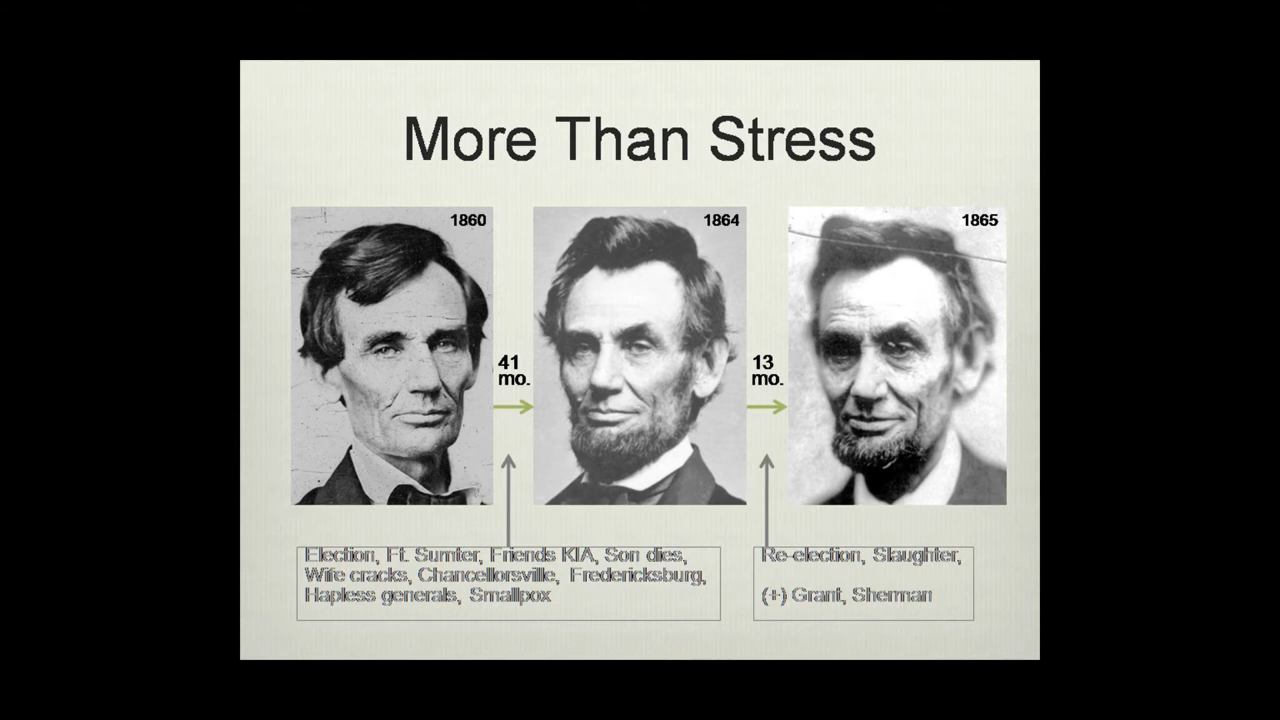 More Than Stress
1860
1864
1865
41
mo.
13
mo.
Election, Ft. Sumter, Friends KIA, Son dies,
Wife cracks, Chancellorsville, Fredericksburg,
Hapless generals, Smallpox
Re-election, Slaughter,
(+) Grant, Sherman